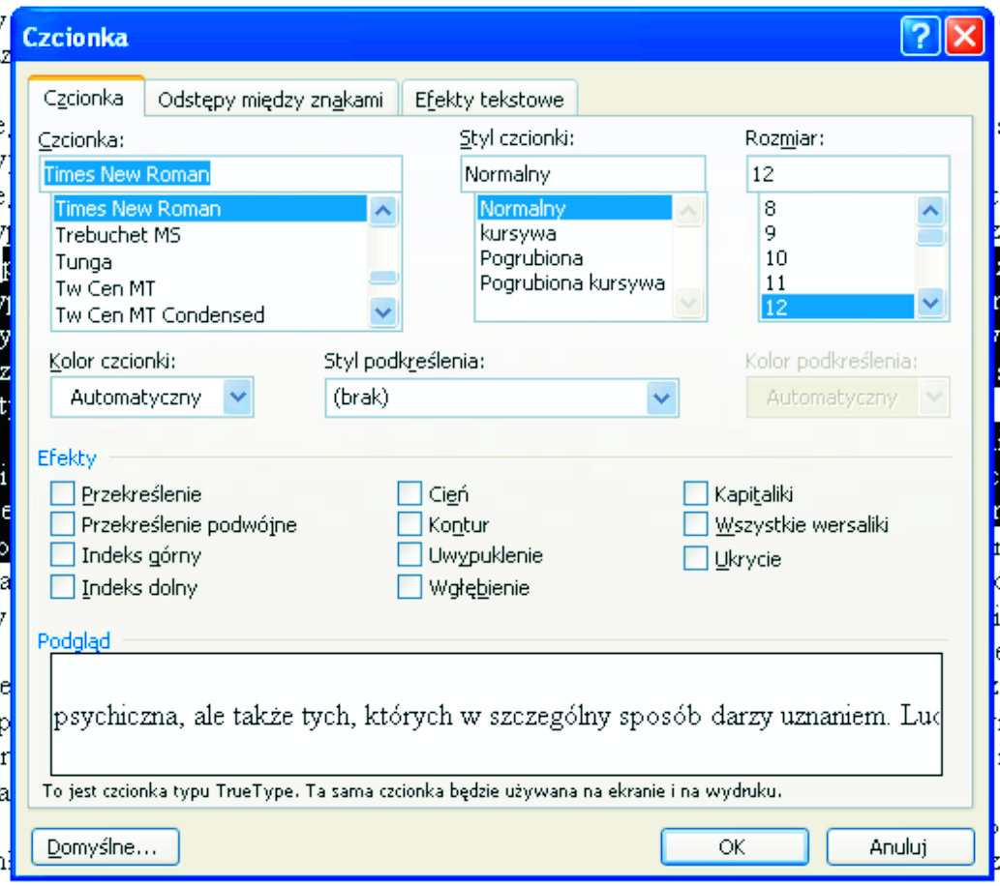 Czcionka
Czcionka Odstępy między znakami Efekty tekstowe
Czcionka: Styl czcionki: Rozmiar:
Times New Roman Normalny 12
Times New Roman Normalny 8
Trebuchet MS kursywa 9
Tunga Pogrubiona 10
Tw Cen MT Pogrubiona kursywa 11
Tw Cen MT Condensed 12
Kolor czcionki: Styl podkreślenia: Kolor podkreślenia:
Automatyczny (brak) Automatyczny
Efekty
Przekreślenie Cień Kapitaliki
Przekreślenie podwójne Kontur Wszystkie wersaliki
Indeks górny Uwypuklenie Ukrycie
Indeks dolny Wgłębienie
Podgląd
psychiczna, ale także tych, których w szczególny sposób darzy uznaniem. Luc
To jest czcionka typu TrueType. Ta sama czcionka będzie używana na ekranie i na wydruku.
Domyślne... OK Anuluj